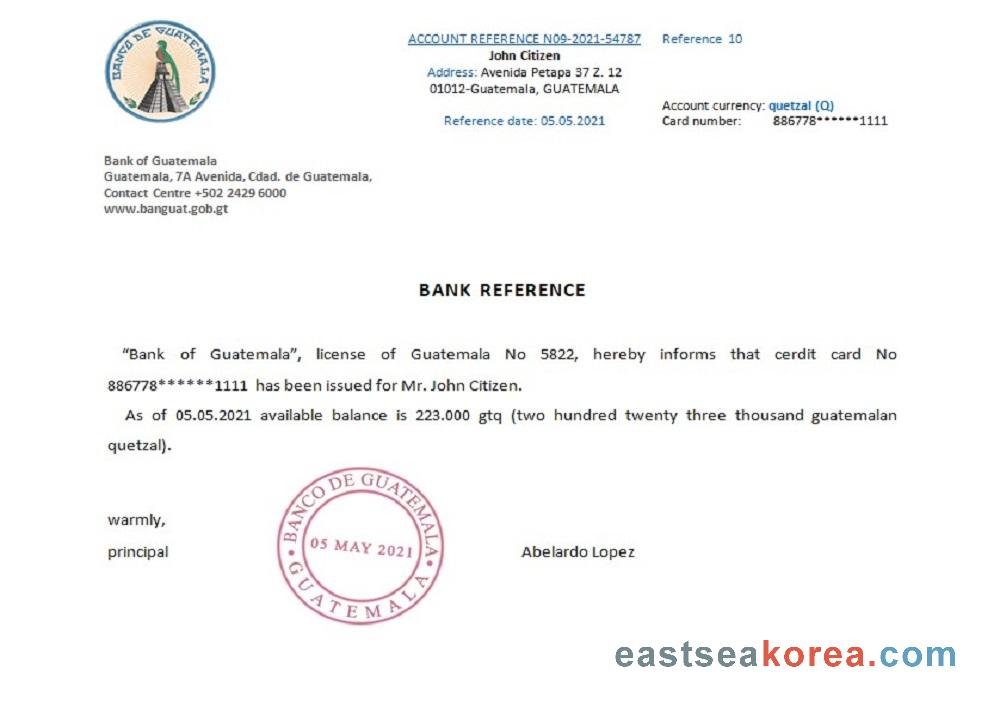 BANCO DE GUATEMALA
ACCOUNT REFERENCE N09-2021-54787
John Citizen
Address: Avenida Petapa 37 Z. 12
01012-Guatemala, GUATEMALA
Reference date: 05.05.2021
Reference 10
Account currency: quetzal (Q)
Card number: 886778******1111
Bank of Guatemala
Guatemala, 7A Avenida, Cdad. de Guatemala,
Contact Centre +502 2429 6000
www.banguat.gob.gt
BANK REFERENCE
“Bank of Guatemala”, license of Guatemala No 5822, hereby informs that cerdit card No
886778******1111 has been issued for Mr. John Citizen.
As of 05.05.2021 available balance is 223.000 gtq (two hundred twenty three thousand guatemalan
quetzal).
warmly,
principal
BANCO DE GUATEMALA
05 MAY 2021
GUATEMALA
Abelardo Lopez
eastseakorea.com